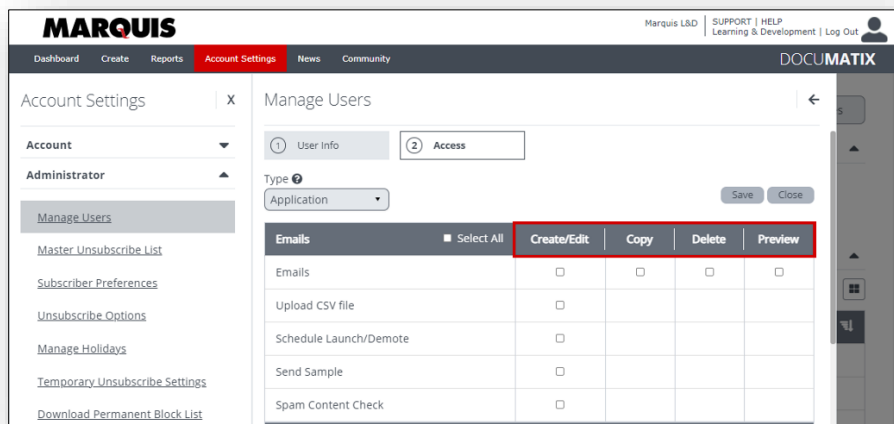 MARQUIS
Marquis L&D
SUPPORT | HELP
Learning & Development | Log Out
Dashboard Create Reports Account Settings News Community
DOCUMATIX
Account Settings X
Manage Users
Account
1 User Info
2 Access
Administrator
Type
Application
Save Close
Manage Users
Master Unsubscribe List
Subscriber Preferences
Unsubscribe Options
Manage Holidays
Temporary Unsubscribe Settings
Download Permanent Block List
Emails Select All Create/Edit Copy Delete Preview
Emails
Upload CSV file
Schedule Launch/Demote
Send Sample
Spam Content Check